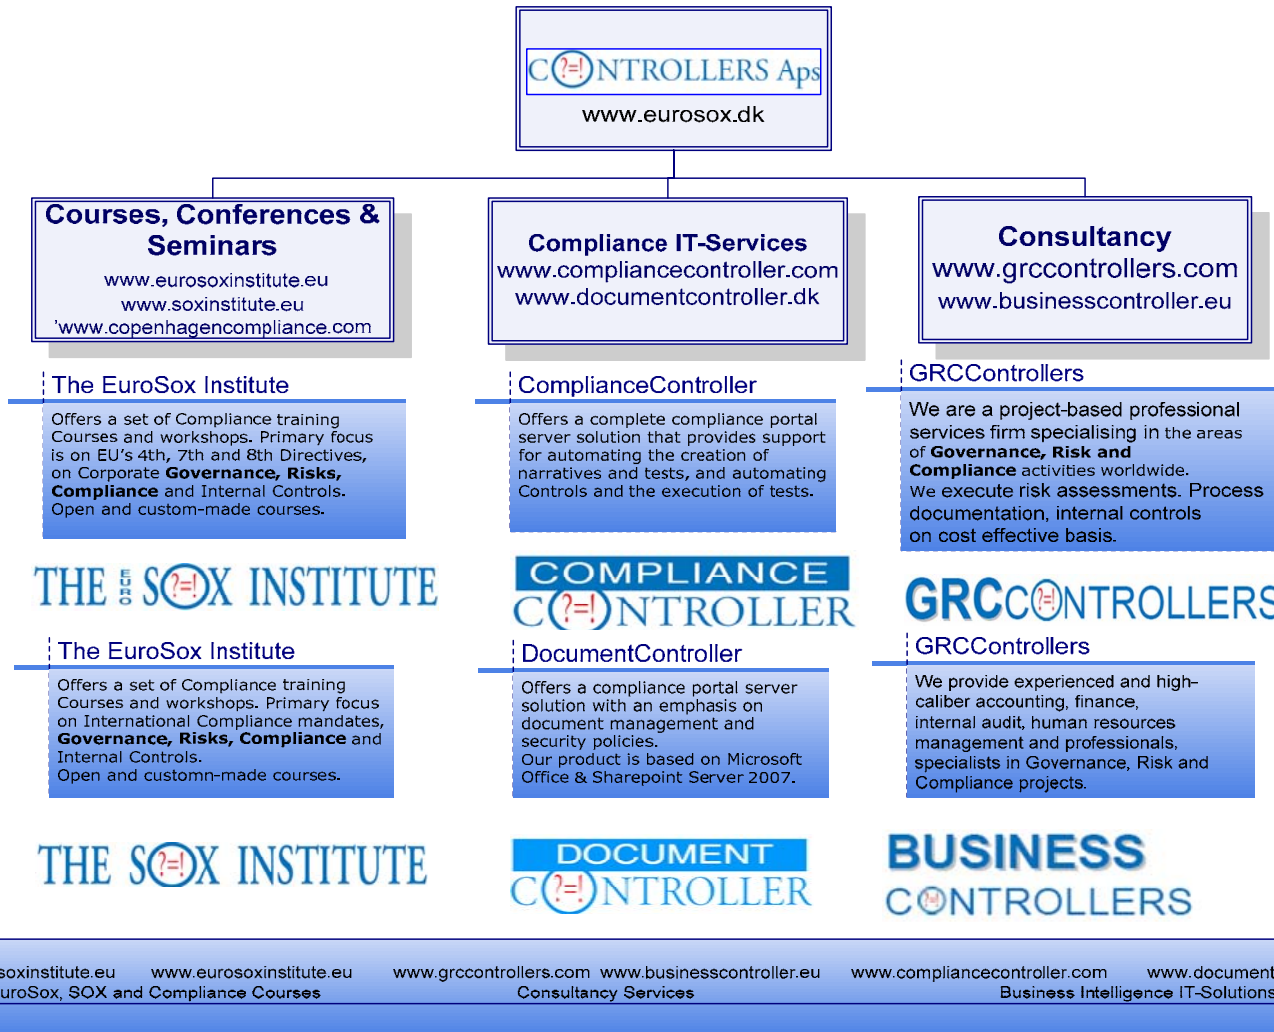 C?=!NTROLLERS Aps
www.eurosox.dk
Courses, Conferences &
Seminars
www.eurosoxinstitute.eu
www.soxinstitute.eu
'www.copenhagencompliance.com
Compliance IT-Services
www.compliancecontroller.com
www.documentcontroller.dk
Consultancy
www.grccontrollers.com
www.businesscontroller.eu
The EuroSox Institute
Offers a set of Compliance training
Courses and workshops. Primary focus
is on EU's 4th, 7th and 8th Directives,
on Corporate Governance, Risks,
Compliance and Internal Controls.
Open and custom-made courses.
THE EURO S?=!X INSTITUTE
ComplianceController
Offers a complete compliance portal
server solution that provides support
for automating the creation of
narratives and tests, and automating
Controls and the execution of tests.
COMPLIANCE
C?=!NTROLLER
GRCControllers
We are a project-based professional
services firm specialising in the areas
of Governance, Risk and
Compliance activities worldwide.
We execute risk assessments. Process
documentation, internal controls
on cost effective basis.
GRCC?=!NTROLLERS
The EuroSox Institute
Offers a set of Compliance training
Courses and workshops. Primary focus
on International Compliance mandates,
Governance, Risks, Compliance and
Internal Controls.
Open and customn-made courses.
THE S?=!X INSTITUTE
DocumentController
Offers a compliance portal server
solution with an emphasis on
document management and
security policies.
Our product is based on Microsoft
Office & Sharepoint Server 2007.
DOCUMENT
C?=!NTROLLER
GRCControllers
We provide experienced and high-
caliber accounting, finance,
internal audit, human resources
management and professionals,
specialists in Governance, Risk and
Compliance projects.
BUSINESS
C?=!NTROLLERS
soxinstitute.eu www.eurosoxinstitute.eu www.grccontrollers.com www.businesscontroller.eu www.compliancecontroller.com www.document
uroSox, SOX and Compliance Courses Consultancy Services Business Intelligence IT-Solutions